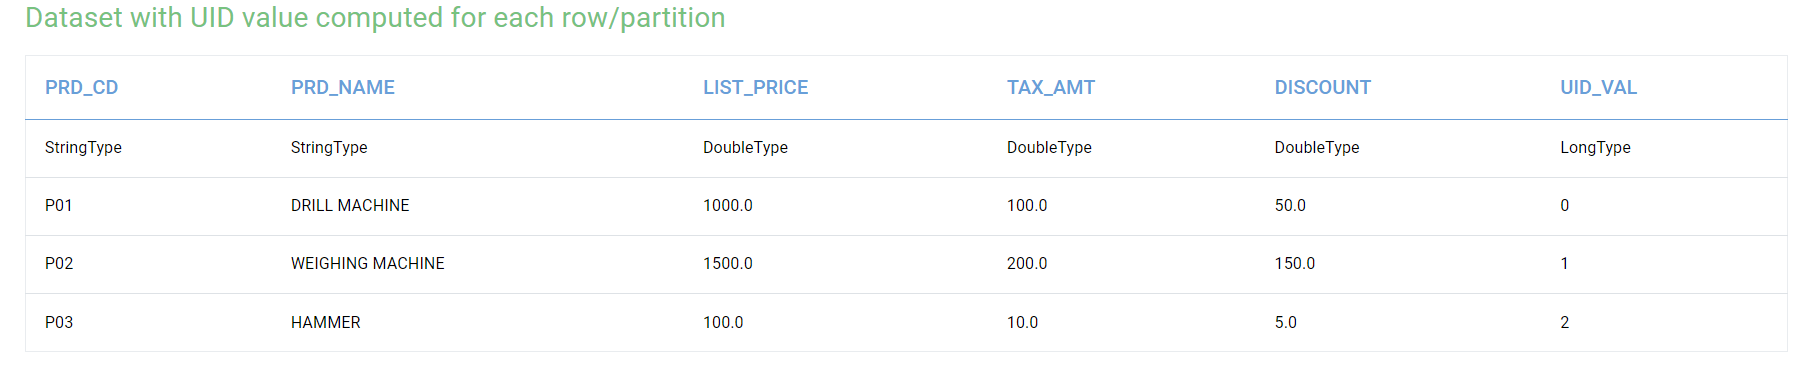 Dataset with UID value computed for each row/partition
PRD_CD PRD_NAME LIST_PRICE TAX_AMT DISCOUNT UID_VAL
StringType StringType DoubleType DoubleType DoubleType LongType
P01 DRILL MACHINE 1000.0 100.0 50.0 0
P02 WEIGHING MACHINE 1500.0 200.0 150.0 1
P03 HAMMER 100.0 10.0 5.0 2